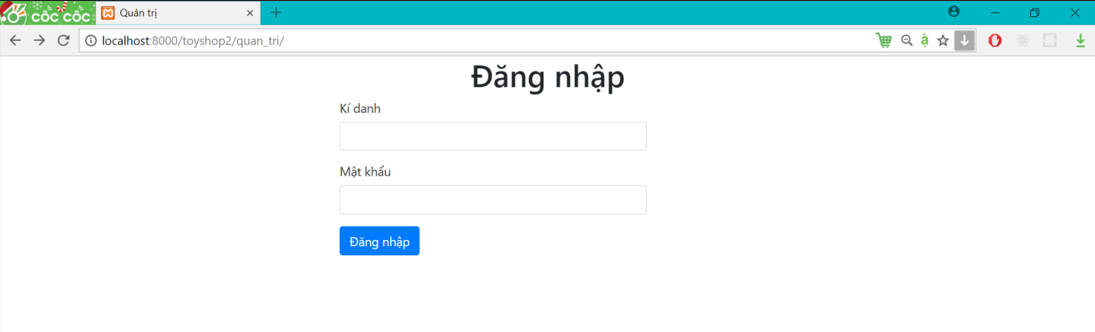 cốc cốc Quản trị
localhost:8000/toyshop2/quan_tri/
Đăng nhập
Kí danh
Mật khẩu
Đăng nhập